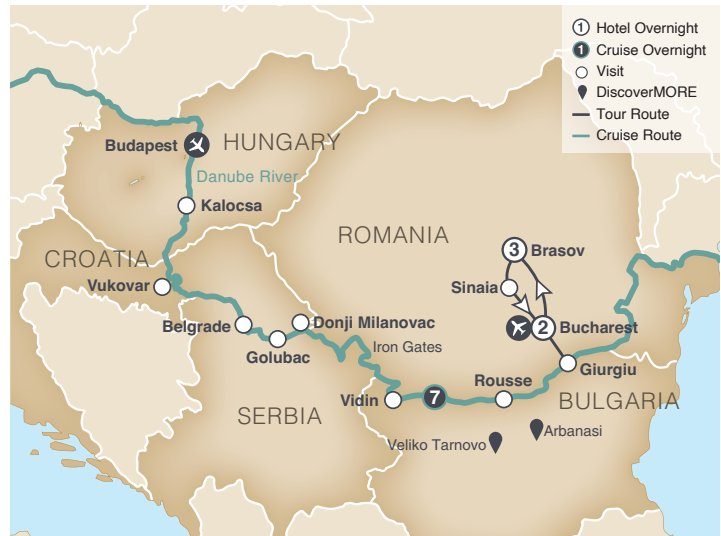 1 Hotel Overnight
1 Cruise Overnight
Visit
DiscoverMORE
Tour Route
Cruise Route
Budapest
HUNGARY
Danube River
Kalocsa
ROMANIA
CROATIA
3 Brasov
Sinaia
Vukovar
Belgrade
Donji Milanovac
2 Bucharest
Golubac
Iron Gates
Giurgiu
Rousse
Vidin
7
BULGARIA
SERBIA
Arbanasi
Veliko Tarnovo